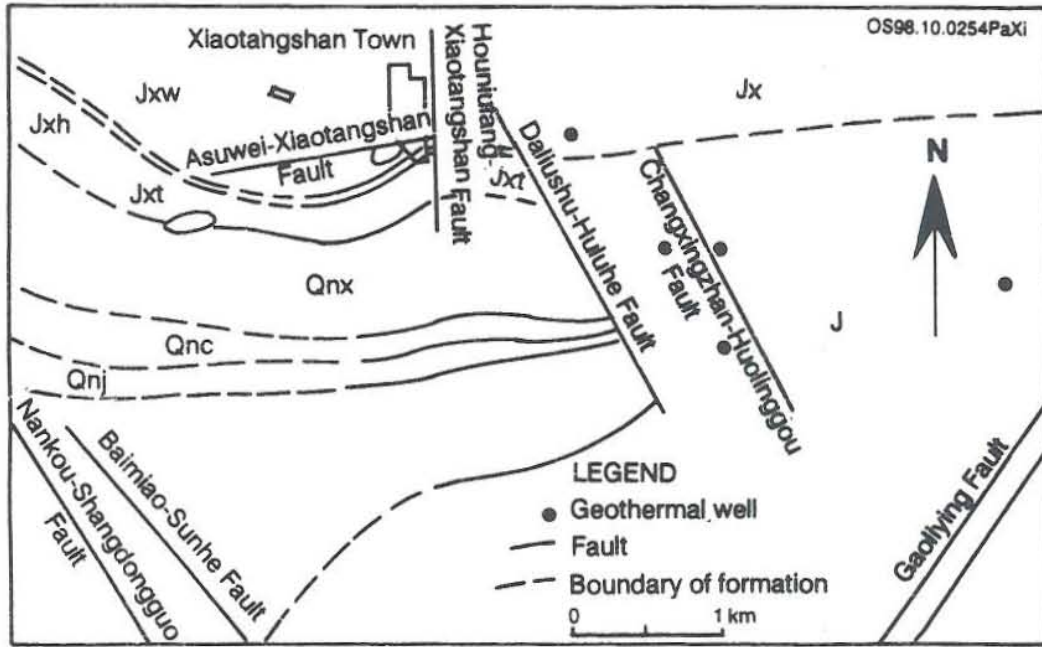 OS98.10.0254PaXi
Xiaotangshan Town
Jxw
Jxh
Jxt
Asuwei-Xiaotangshan
Fault
Houniufang-
Xiaotangshan Fault
Jxt
Jx
Daliushu-Huluhe Fault
Changxingzhan-Huolinggou
Fault
N
J
Qnx
Qnc
Qnj
Nankou-Shangdongguo
Fault
Baimiao-Sunhe Fault
Gaoliying Fault
LEGEND
Geothermal well
Fault
Boundary of formation
0 1 km